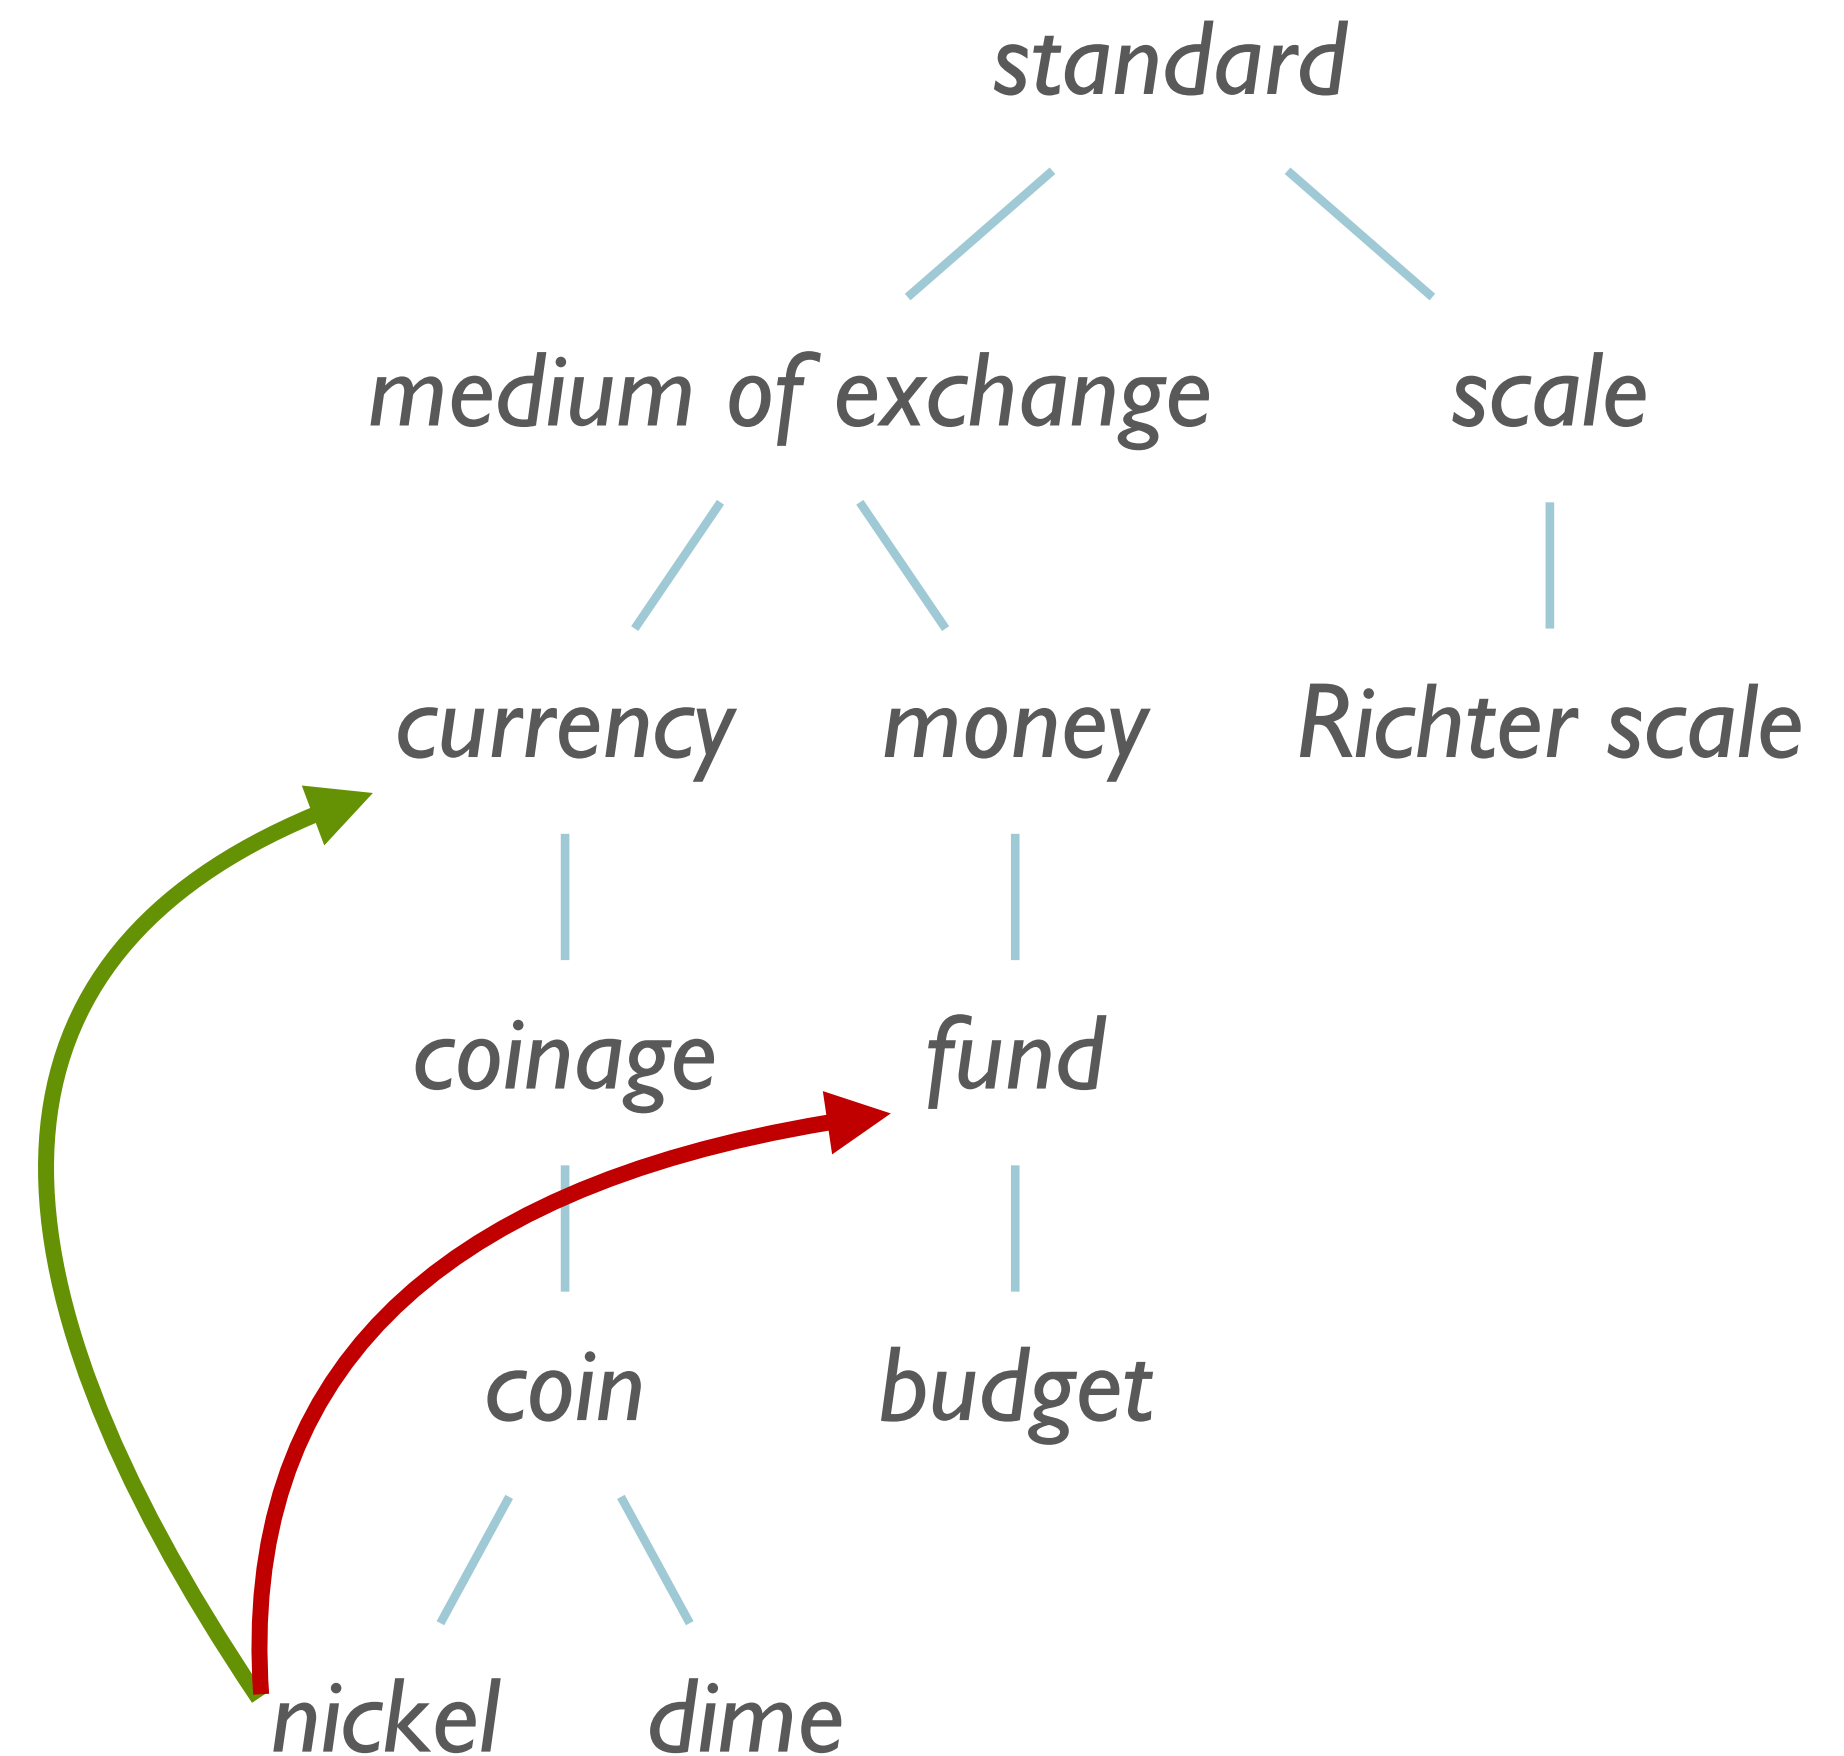 standard
medium of exchange
scale
currency
money
Richter scale
coinage
fund
coin
budget
nickel
dime